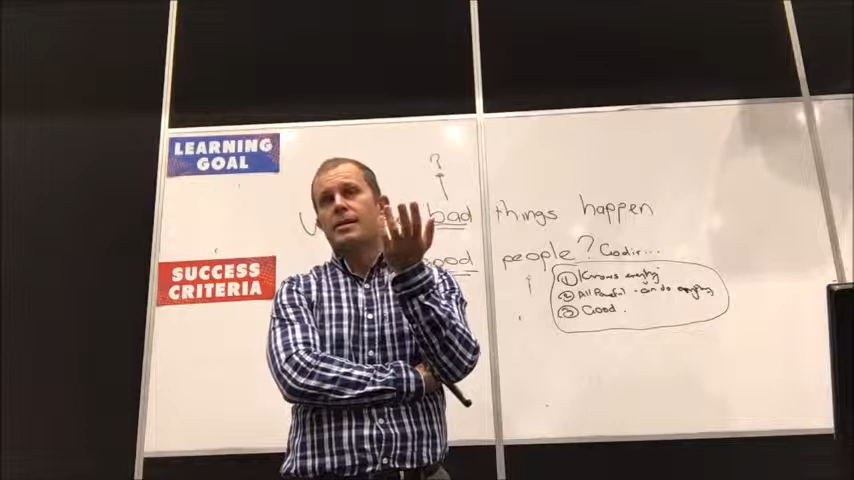 LEARNING
GOAL
?
bad things happen
good people? God is...
① Knows everything
② All Powerful - can do everything
③ Good.
SUCCESS
CRITERIA